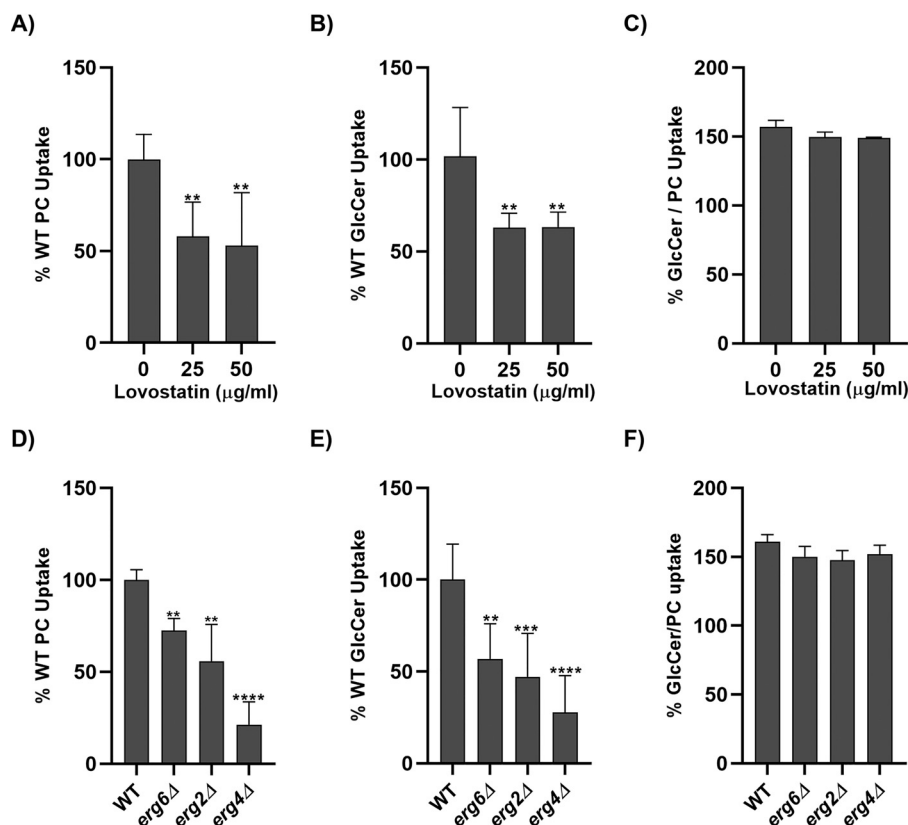 A)
% WT PC Uptake
150
100
50
0
**
**
0 25 50
Lovostatin (μg/ml)
B)
% WT GlcCer Uptake
150
100
50
0
**
**
0 25 50
Lovostatin (μg/ml)
C)
% GlcCer / PC Uptake
200
150
100
50
0
0 25 50
Lovostatin (μg/ml)
D)
% WT PC Uptake
150
100
50
0
**
**
****
WT erg6Δ erg2Δ erg4Δ
E)
% WT GlcCer Uptake
150
100
50
0
**
***
****
WT erg6Δ erg2Δ erg4Δ
F)
% GlcCer/PC uptake
200
150
100
50
0
WT erg6Δ erg2Δ erg4Δ